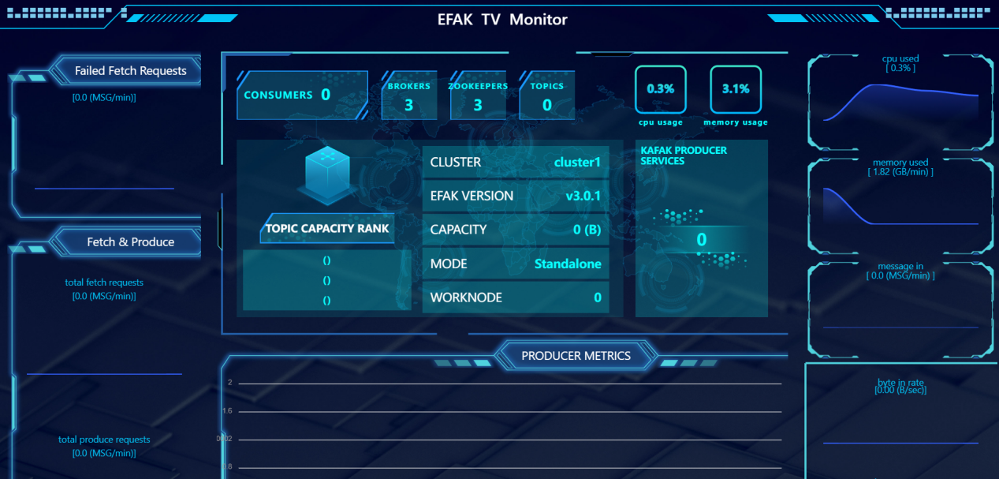 EFAK TV Monitor
Failed Fetch Requests
[0.0 (MSG/min)]
Fetch & Produce
total fetch requests
[0.0 (MSG/min)]
total produce requests
[0.0 (MSG/min)]
CONSUMERS 0
BROKERS
3
ZOOKEEPERS
3
TOPICS
0
0.3%
cpu usage
3.1%
memory usage
TOPIC CAPACITY RANK
()
()
()
CLUSTER cluster1
EFAK VERSION v3.0.1
CAPACITY 0 (B)
MODE Standalone
WORKNODE 0
KAFAK PRODUCER
SERVICES
0
PRODUCER METRICS
2
1.6
0.8
cpu used
[ 0.3% ]
memory used
[ 1.82 (GB/min) ]
message in
[ 0.0 (MSG/min) ]
byte in rate
[0.00 (B/sec)]